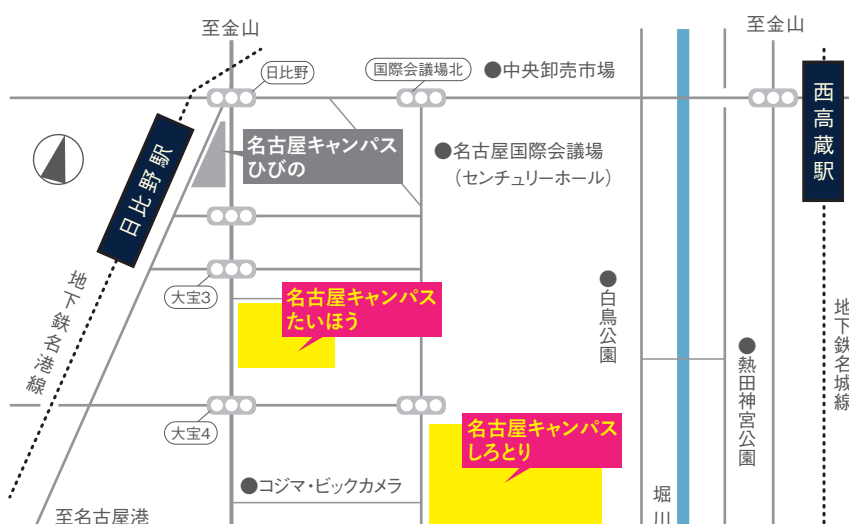 至金山
至金山
日比野
国際会議場北
●中央卸売市場
西高蔵駅
名古屋キャンパス
ひびの
●名古屋国際会議場
（センチュリーホール）
日比野駅
地下鉄名港線
大宝3
名古屋キャンパス
たいほう
●白鳥公園
●熱田神宮公園
地下鉄名城線
大宝4
名古屋キャンパス
しろとり
●コジマ・ビックカメラ
堀川
至名古屋港